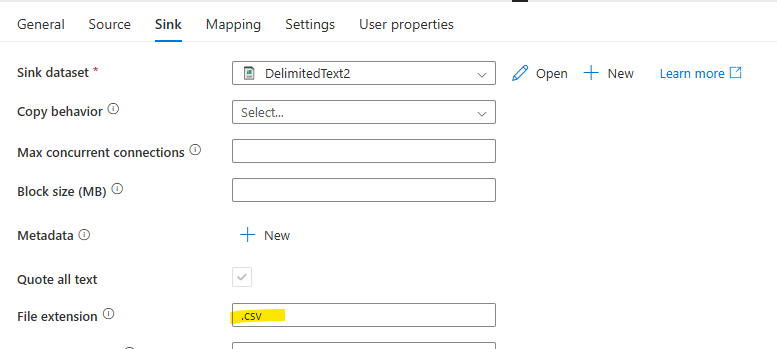 General Source Sink Mapping Settings User properties
Sink dataset * DelimitedText2 Open New Learn more
Copy behavior Select...
Max concurrent connections
Block size (MB)
Metadata New
Quote all text
File extension .csv